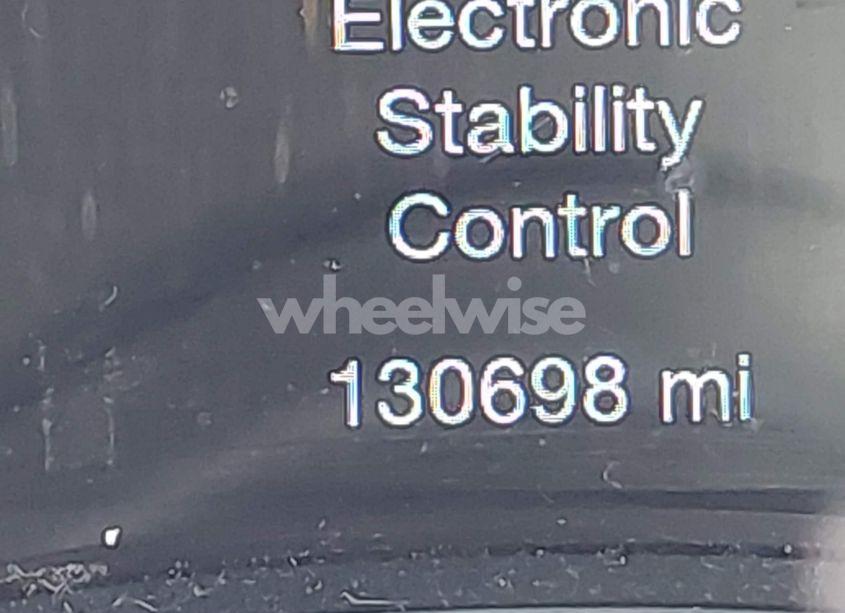 Electronic
Stability
Control
wheelwise
130698 mi